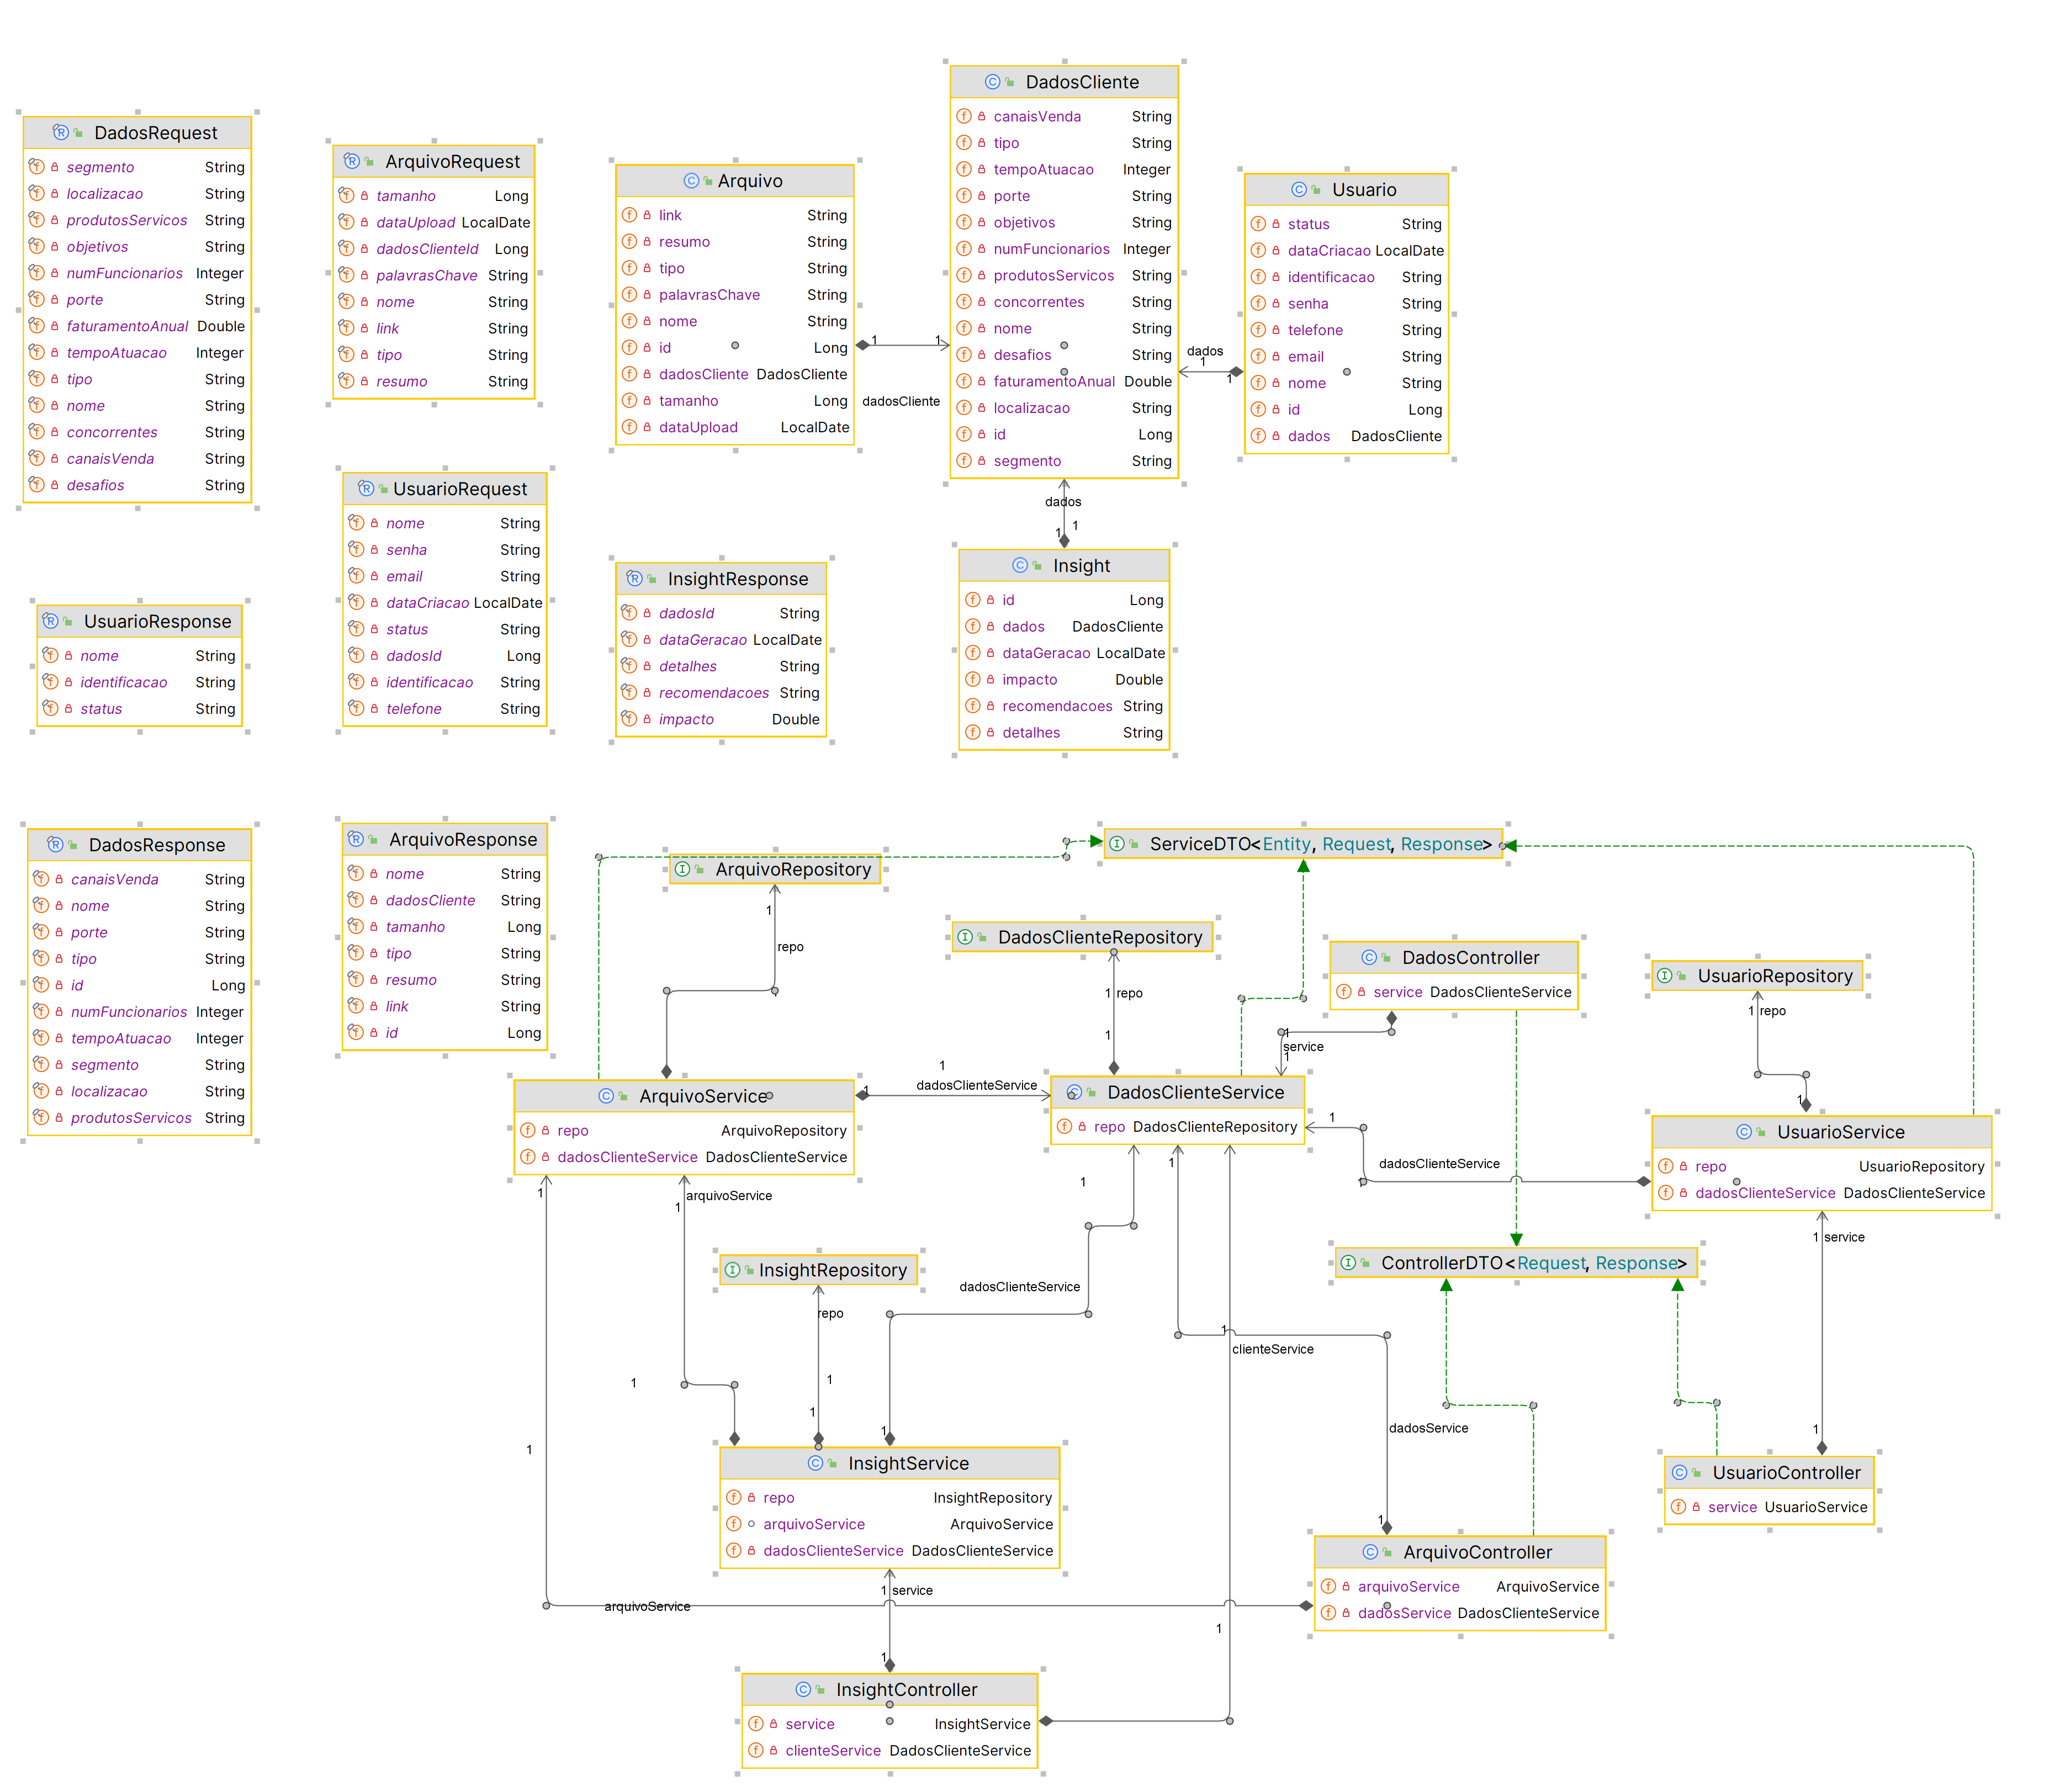 DadosRequest
segmento String
localizacao String
produtosServicos String
objetivos String
numFuncionarios Integer
porte String
faturamentoAnual Double
tempoAtuacao Integer
tipo String
nome String
concorrentes String
canaisVenda String
desafios String
ArquivoRequest
tamanho Long
dataUpload LocalDate
dadosClienteId Long
palavrasChave String
nome String
link String
tipo String
resumo String
Arquivo
link String
resumo String
tipo String
palavrasChave String
nome String
id Long
dadosCliente DadosCliente
tamanho Long
dataUpload LocalDate
1 1
dadosCliente
DadosCliente
canaisVenda String
tipo String
tempoAtuacao Integer
porte String
objetivos String
numFuncionarios Integer
produtosServicos String
concorrentes String
nome String
desafios String
faturamentoAnual Double
localizacao String
id Long
segmento String
dados
1
1
Usuario
status String
dataCriacao LocalDate
identificacao String
senha String
telefone String
email String
nome String
id Long
dados DadosCliente
dados
1
1
UsuarioResponse
nome String
identificacao String
status String
UsuarioRequest
nome String
senha String
email String
dataCriacao LocalDate
status String
dadosId Long
identificacao String
telefone String
InsightResponse
dadosId String
dataGeracao LocalDate
detalhes String
recomendacoes String
impacto Double
Insight
id Long
dados DadosCliente
dataGeracao LocalDate
impacto Double
recomendacoes String
detalhes String
DadosResponse
canaisVenda String
nome String
porte String
tipo String
id Long
numFuncionarios Integer
tempoAtuacao Integer
segmento String
localizacao String
produtosServicos String
ArquivoResponse
nome String
dadosCliente String
tamanho Long
tipo String
resumo String
link String
id Long
ServiceDTO<Entity, Request, Response>
ArquivoRepository
1
repo
1
DadosClienteRepository
1 repo
1
DadosController
service DadosClienteService
1
service
1
UsuarioRepository
1 repo
1
ArquivoService
repo ArquivoRepository
dadosClienteService DadosClienteService
1
1
dadosClienteService
DadosClienteService
repo DadosClienteRepository
1
dadosClienteService
1
UsuarioService
repo UsuarioRepository
dadosClienteService DadosClienteService
1 service
1
1
arquivoService
1
1
1
1
dadosClienteService
1
InsightRepository
repo
1
1
1
ControllerDTO<Request, Response>
1
clienteService
dadosService
1
1
InsightService
repo InsightRepository
arquivoService ArquivoService
dadosClienteService DadosClienteService
UsuarioController
service UsuarioService
ArquivoController
arquivoService ArquivoService
dadosService DadosClienteService
1 service
arquivoService
1
1
InsightController
service InsightService
clienteService DadosClienteService